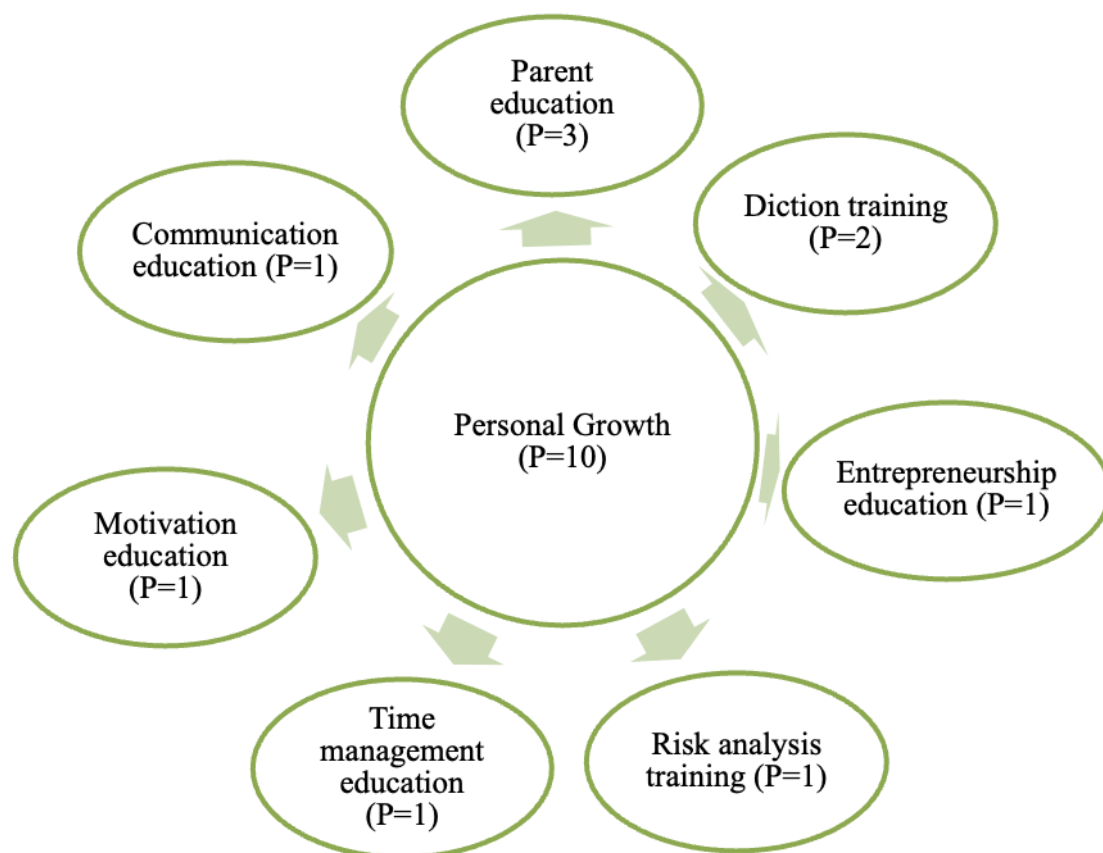 Parent
education
(P=3)
Diction training
(P=2)
Communication
education (P=1)
Personal Growth
(P=10)
Entrepreneurship
education (P=1)
Motivation
education
(P=1)
Time
management
education
(P=1)
Risk analysis
training (P=1)